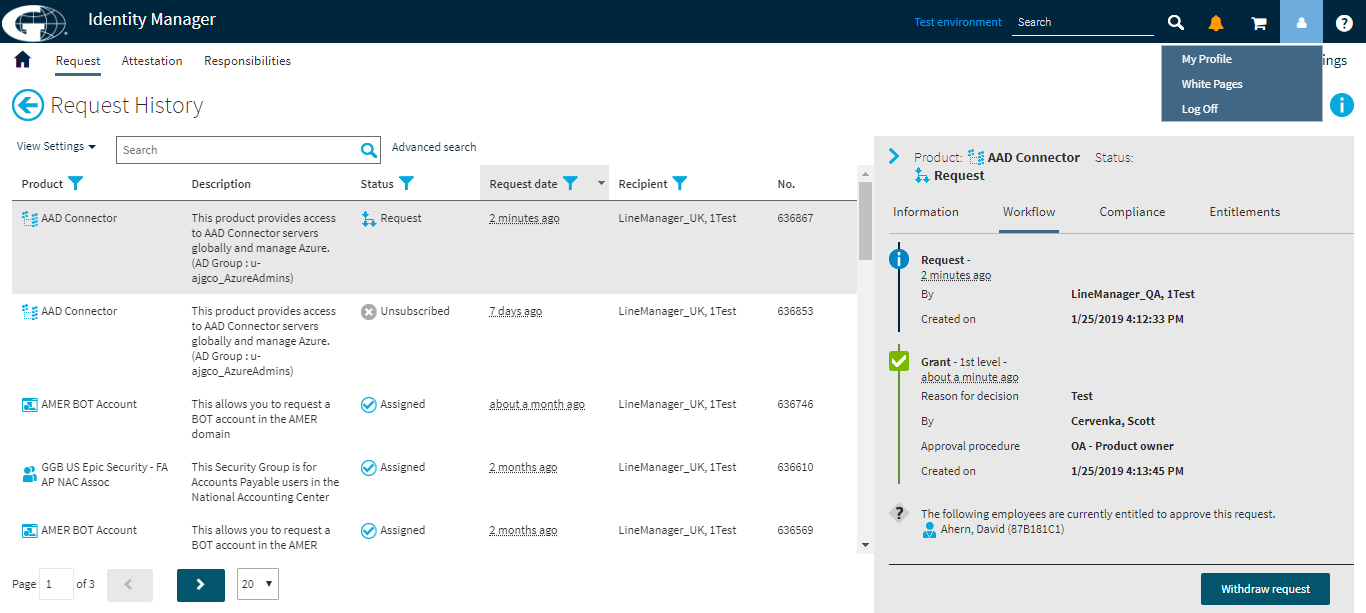 Identity Manager
Test environment
Search
?
Request
Attestation
Responsibilities
ings
My Profile
White Pages
Log Off
Request History
i
View Settings
Search
Advanced search
Product
Description
Status
Request date
Recipient
No.
AAD Connector
This product provides access
to AAD Connector servers
globally and manage Azure.
(AD Group : u-
ajgco_AzureAdmins)
Request
2 minutes ago
LineManager_UK, 1Test
636867
AAD Connector
This product provides access
to AAD Connector servers
globally and manage Azure.
(AD Group : u-
ajgco_AzureAdmins)
Unsubscribed
7 days ago
LineManager_UK, 1Test
636853
AMER BOT Account
This allows you to request a
BOT account in the AMER
domain
Assigned
about a month ago
LineManager_UK, 1Test
636746
GGB US Epic Security - FA
AP NAC Assoc
This Security Group is for
Accounts Payable users in the
National Accounting Center
Assigned
2 months ago
LineManager_UK, 1Test
636610
AMER BOT Account
This allows you to request a
BOT account in the AMER
Assigned
2 months ago
LineManager_UK, 1Test
636569
Page 1 of 3
20
Product: AAD Connector Status:
Request
Information
Workflow
Compliance
Entitlements
i
Request -
2 minutes ago
By LineManager_QA, 1Test
Created on 1/25/2019 4:12:33 PM
Grant - 1st level -
about a minute ago
Reason for decision Test
By Cervenka, Scott
Approval procedure OA - Product owner
Created on 1/25/2019 4:13:45 PM
?
The following employees are currently entitled to approve this request.
Ahern, David (87B181C1)
Withdraw request